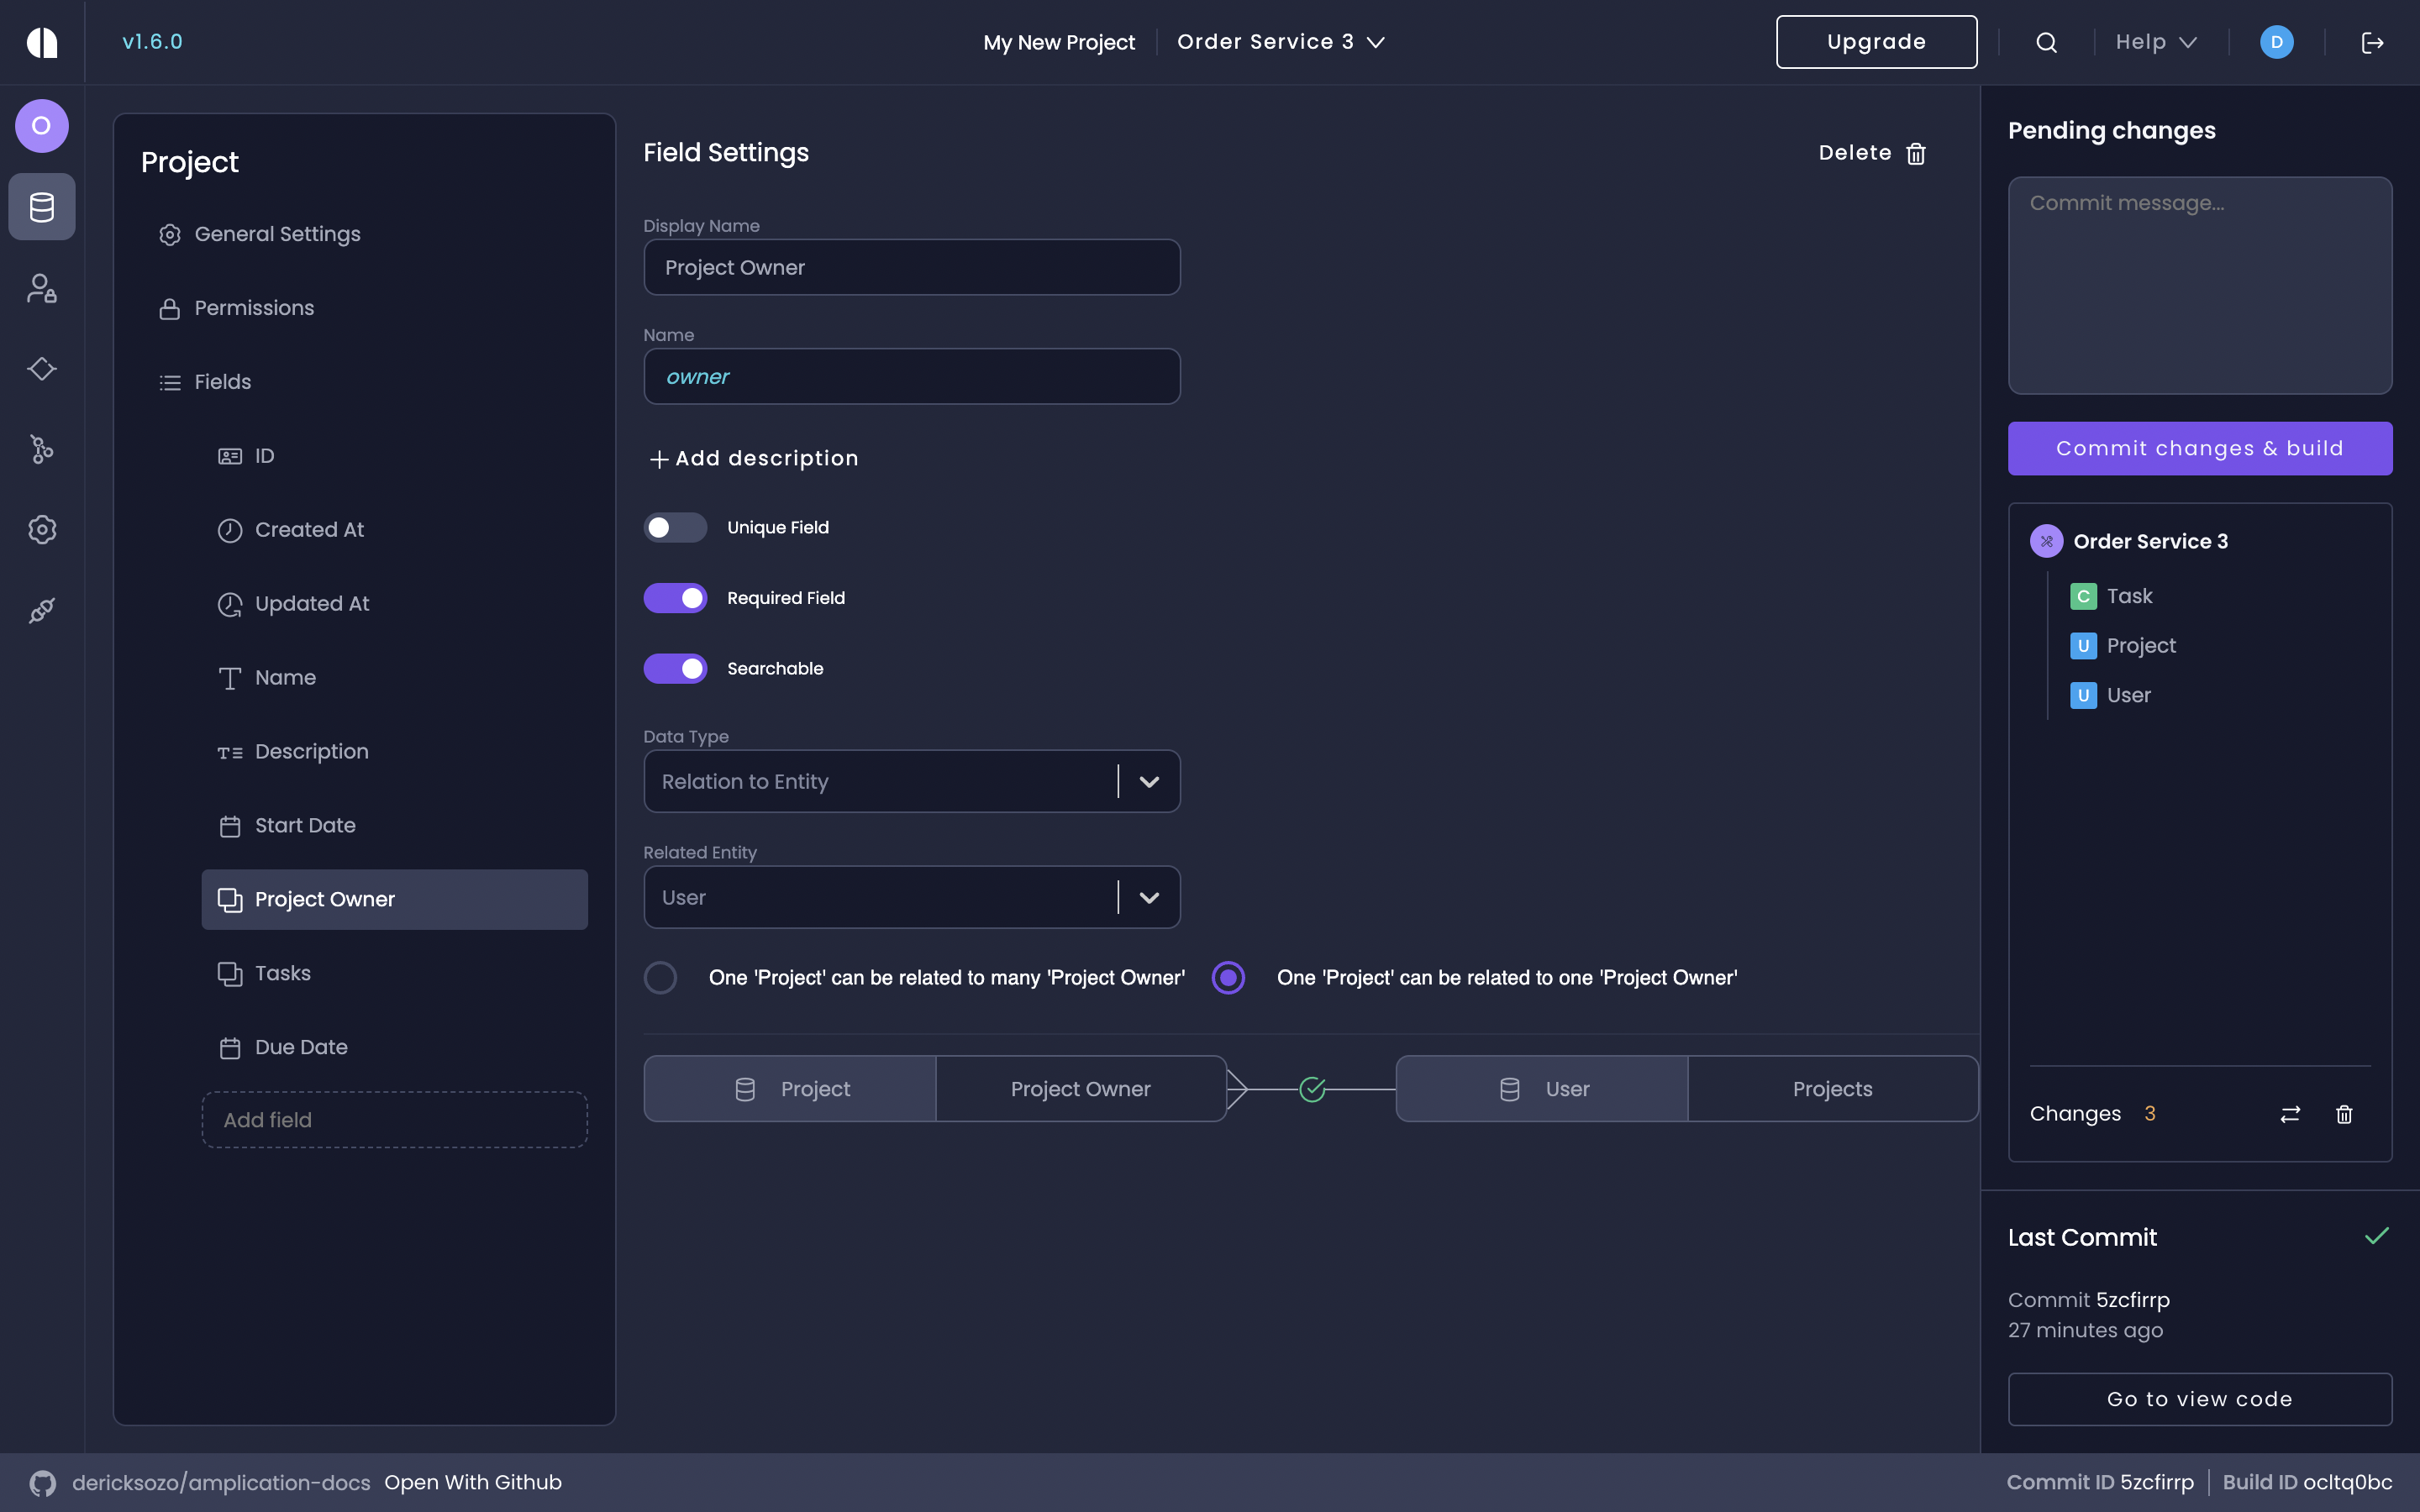 v1.6.0
My New Project
Order Service 3
Upgrade
Help
D
O
Project
General Settings
Permissions
Fields
ID
Created At
Updated At
Name
Description
Start Date
Project Owner
Tasks
Due Date
Add field
Field Settings
Delete
Display Name
Project Owner
Name
owner
Add description
Unique Field
Required Field
Searchable
Data Type
Relation to Entity
Related Entity
User
One 'Project' can be related to many 'Project Owner'
One 'Project' can be related to one 'Project Owner'
Project
Project Owner
User
Projects
Pending changes
Commit message...
Commit changes & build
Order Service 3
C Task
U Project
U User
Changes 3
Last Commit
Commit 5zcfirrp
27 minutes ago
Go to view code
dericksozo/amplication-docs Open With Github
Commit ID 5zcfirrp
Build ID ocltq0bc